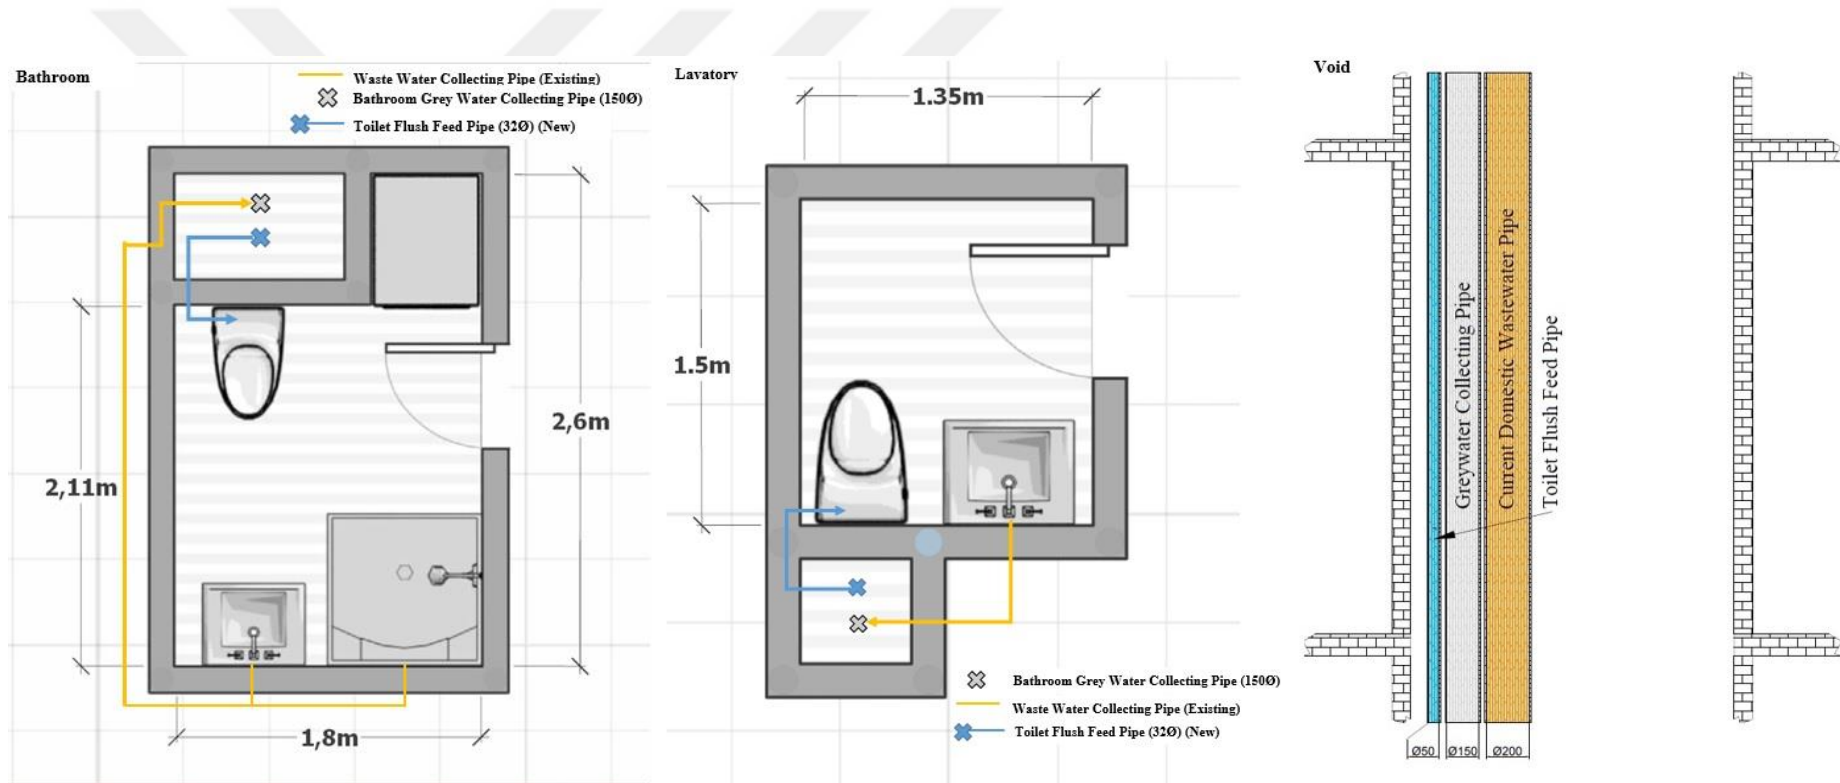 Bathroom
Waste Water Collecting Pipe (Existing)
Bathroom Grey Water Collecting Pipe (150Ø)
Toilet Flush Feed Pipe (32Ø) (New)
2,6m
2,11m
1,8m
Lavatory
1.35m
1.5m
Bathroom Grey Water Collecting Pipe (150Ø)
Waste Water Collecting Pipe (Existing)
Toilet Flush Feed Pipe (32Ø) (New)
Void
Greywater Collecting Pipe
Current Domestic Wastewater Pipe
Toilet Flush Feed Pipe
Ø50
Ø150
Ø200